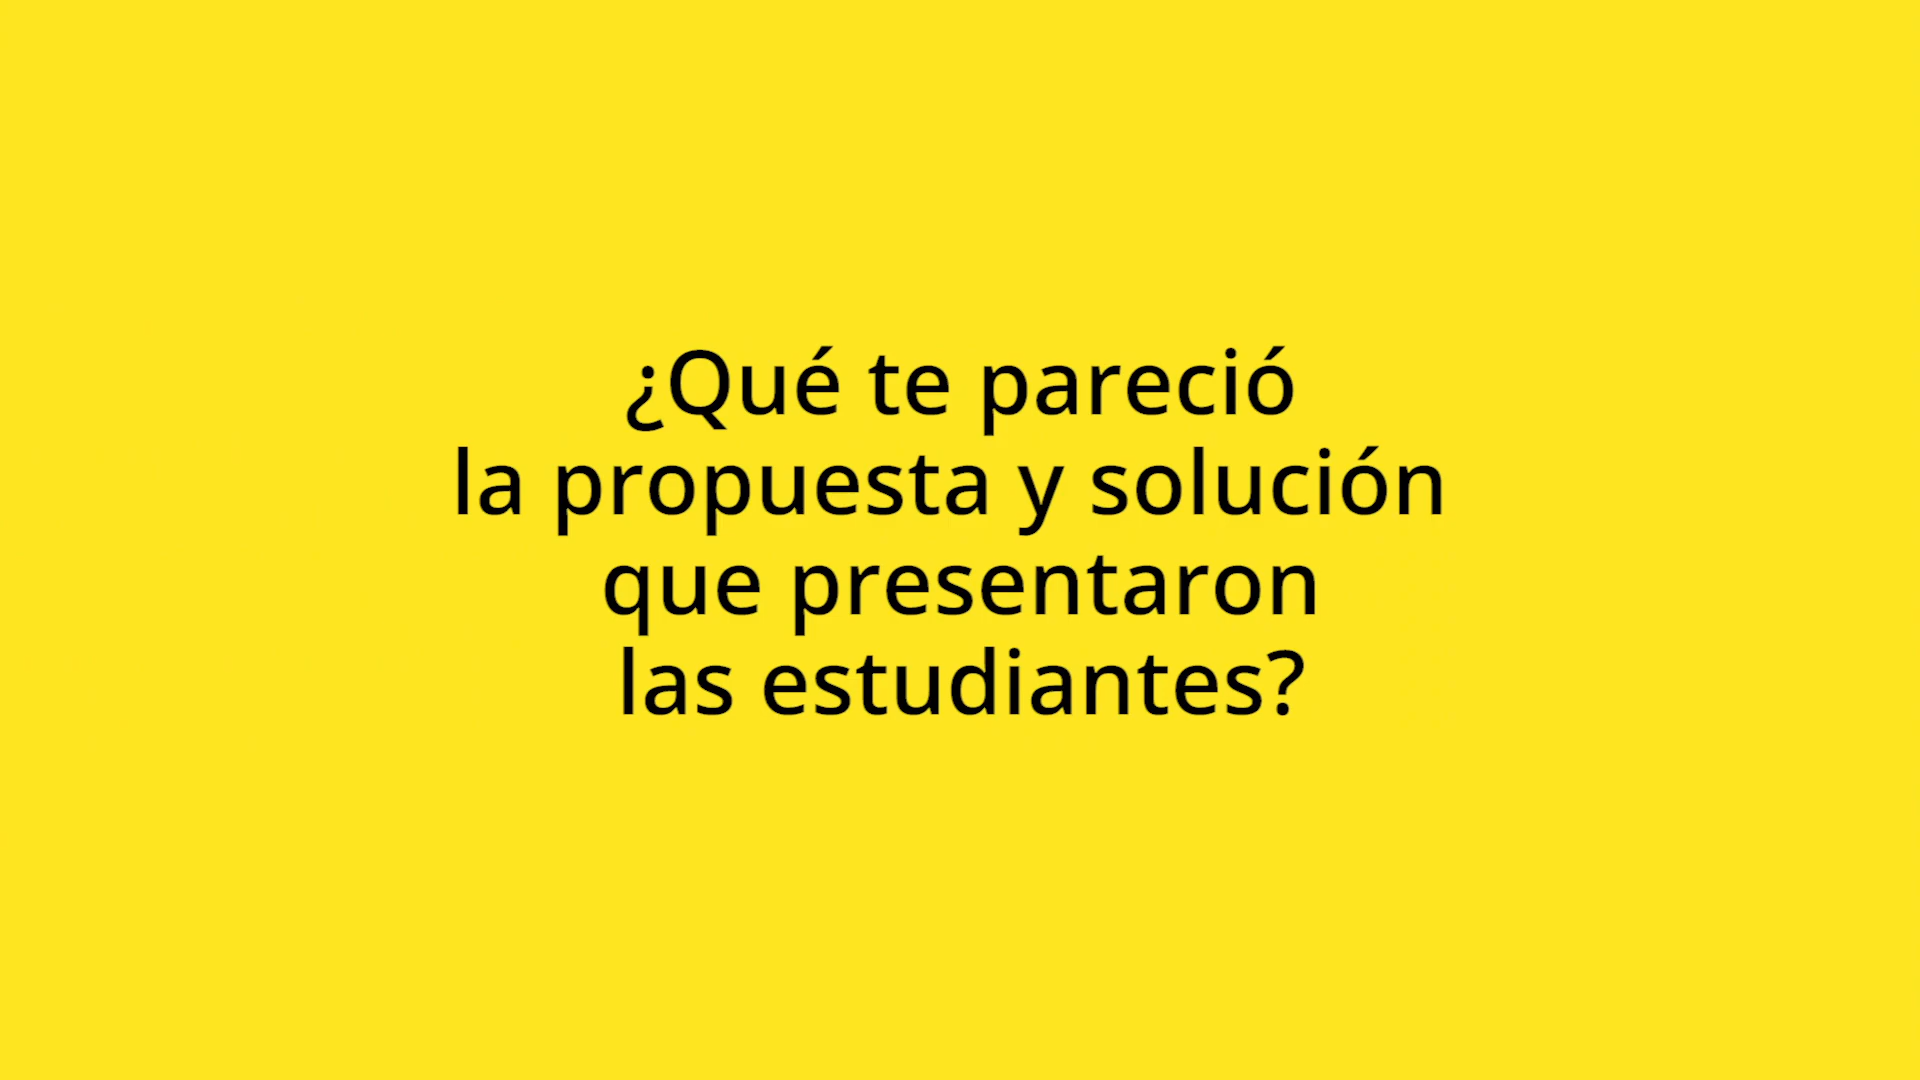 ¿Qué te pareció
la propuesta y solución
que presentaron
las estudiantes?